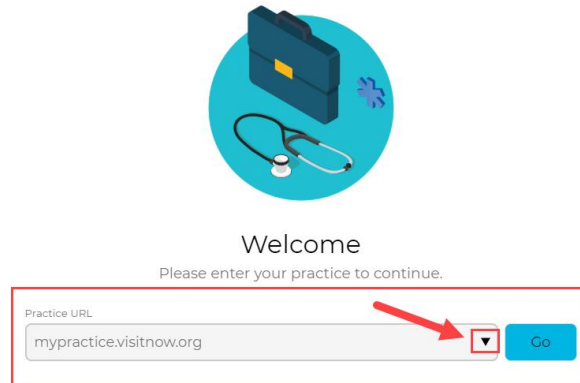 Welcome
Please enter your practice to continue.
Practice URL
mypractice.visitnow.org
Go